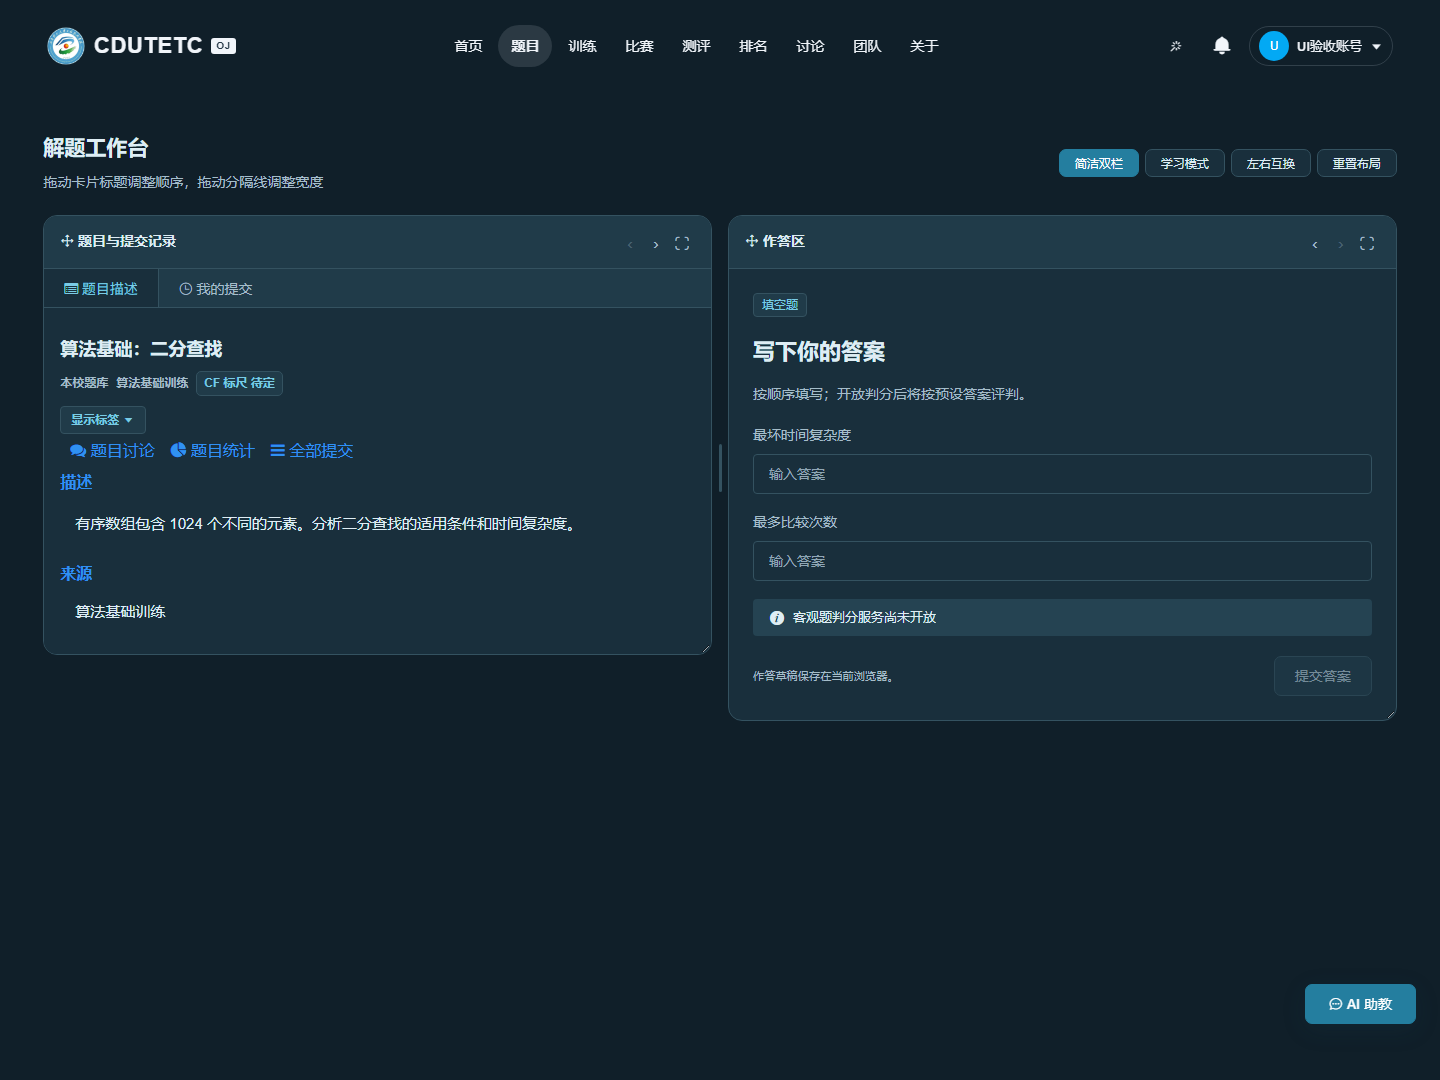 CDUTETC OJ
首页 题目 训练 比赛 测评 排名 讨论 团队 关于
U UI验收账号
解题工作台
拖动卡片标题调整顺序，拖动分隔线调整宽度
简洁双栏 学习模式 左右互换 重置布局
题目与提交记录
题目描述 我的提交
算法基础：二分查找
本校题库 算法基础训练 CF 标尺 待定
显示标签
题目讨论 题目统计 全部提交
描述
有序数组包含 1024 个不同的元素。分析二分查找的适用条件和时间复杂度。
来源
算法基础训练
作答区
填空题
写下你的答案
按顺序填写；开放判分后将按预设答案评判。
最坏时间复杂度
输入答案
最多比较次数
输入答案
客观题判分服务尚未开放
作答草稿保存在当前浏览器。
提交答案
AI 助教